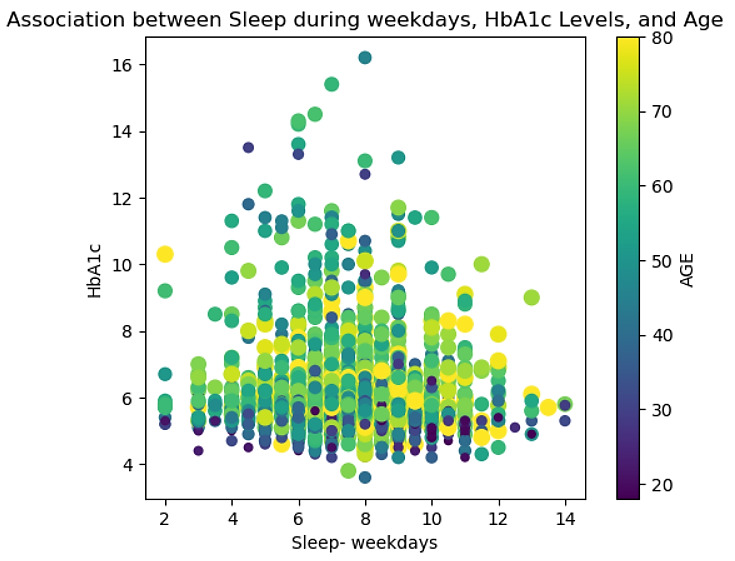 Association between Sleep during weekdays, HbA1c Levels, and Age
16
14
12
10
8
6
4
HbA1c
2 4 6 8 10 12 14
Sleep- weekdays
80
70
60
50
40
30
20
AGE